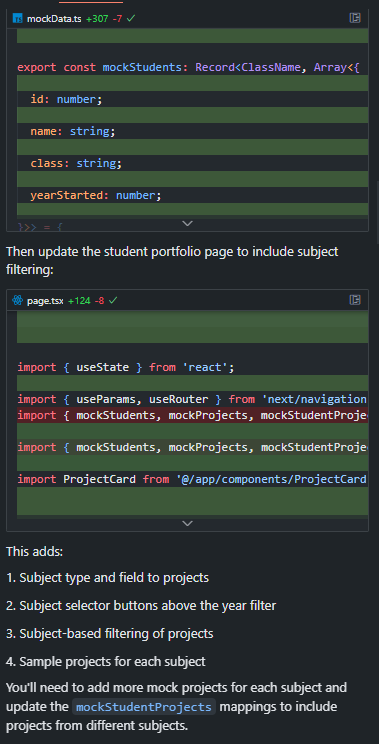 mockData.ts +307 -7
export const mockStudents: Record<ClassName, Array<{
id: number;
name: string;
class: string;
yearStarted: number;
}>> = {
Then update the student portfolio page to include subject
filtering:
page.tsx +124 -8
import { useState } from 'react';
import { useParams, useRouter } from 'next/navigation
import { mockStudents, mockProjects, mockStudentProje
import { mockStudents, mockProjects, mockStudentProje
import ProjectCard from '@/app/components/ProjectCard
This adds:
1. Subject type and field to projects
2. Subject selector buttons above the year filter
3. Subject-based filtering of projects
4. Sample projects for each subject
You'll need to add more mock projects for each subject and
update the mockStudentProjects mappings to include
projects from different subjects.